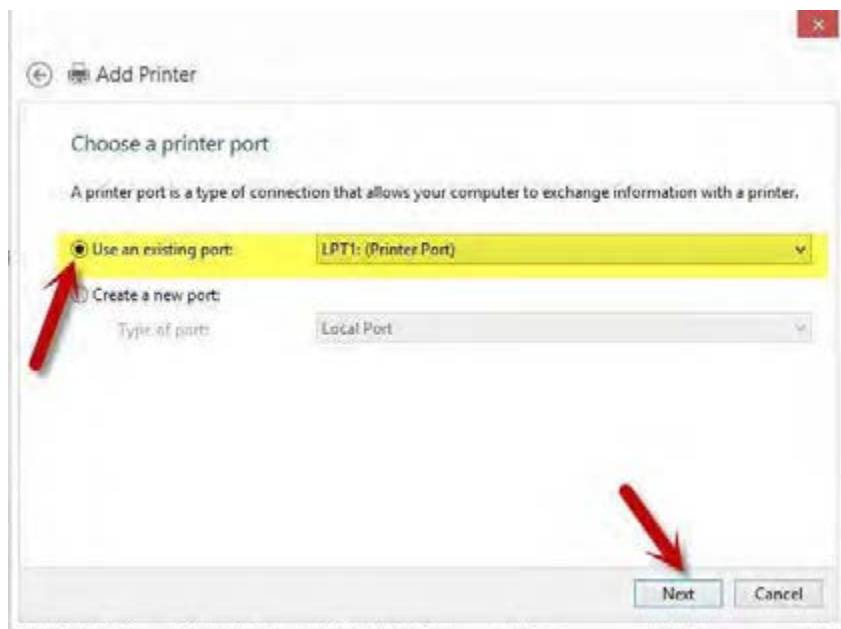 Add Printer
Choose a printer port
A printer port is a type of connection that allows your computer to exchange information with a printer.
Use an existing port: LPT1: (Printer Port)
Create a new port:
Type of port: Local Port
Next Cancel